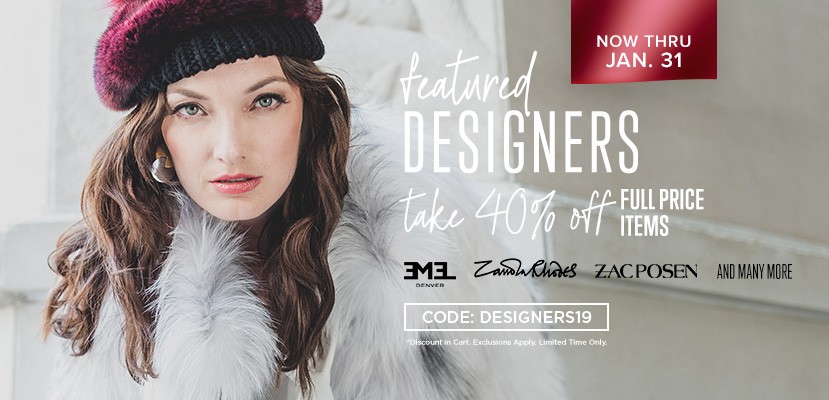 NOW THRU
JAN. 31
featured
DESIGNERS
take 40% off FULL PRICE
ITEMS
EMEL
DENVER
Zandra Rhodes
ZAC POSEN
AND MANY MORE
CODE: DESIGNERS19
*Discount in Cart. Exclusions Apply. Limited Time Only.